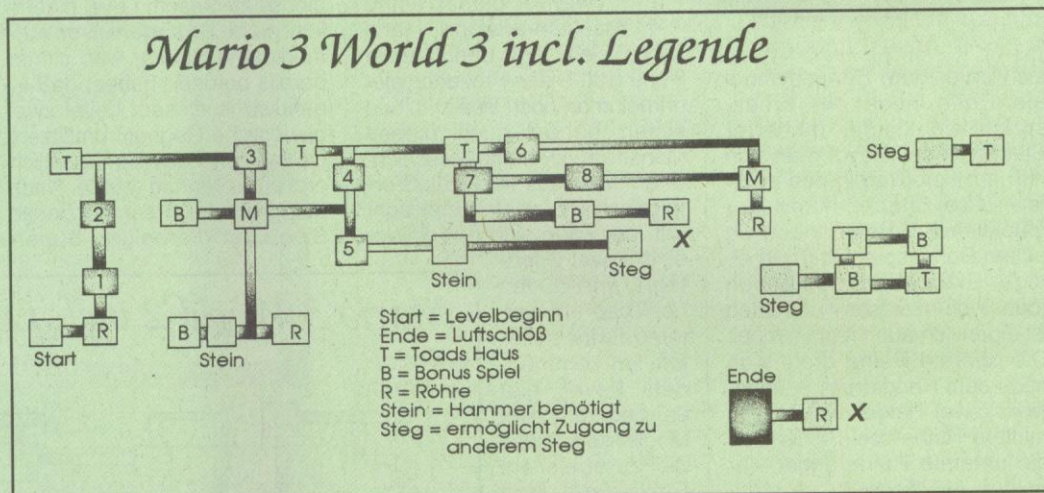 Mario 3 World 3 incl. Legende
T
3
T
T
6
Steg
T
4
2
7
8
M
B
M
B
R
X
R
5
1
Stein
Steg
T
B
Steg
B
T
R
Start
B
Stein
R
Start = Levelbeginn
Ende = Luftschloß
T = Toads Haus
B = Bonus Spiel
R = Röhre
Stein = Hammer benötigt
Steg = ermöglicht Zugang zu
anderem Steg
Ende
R
X